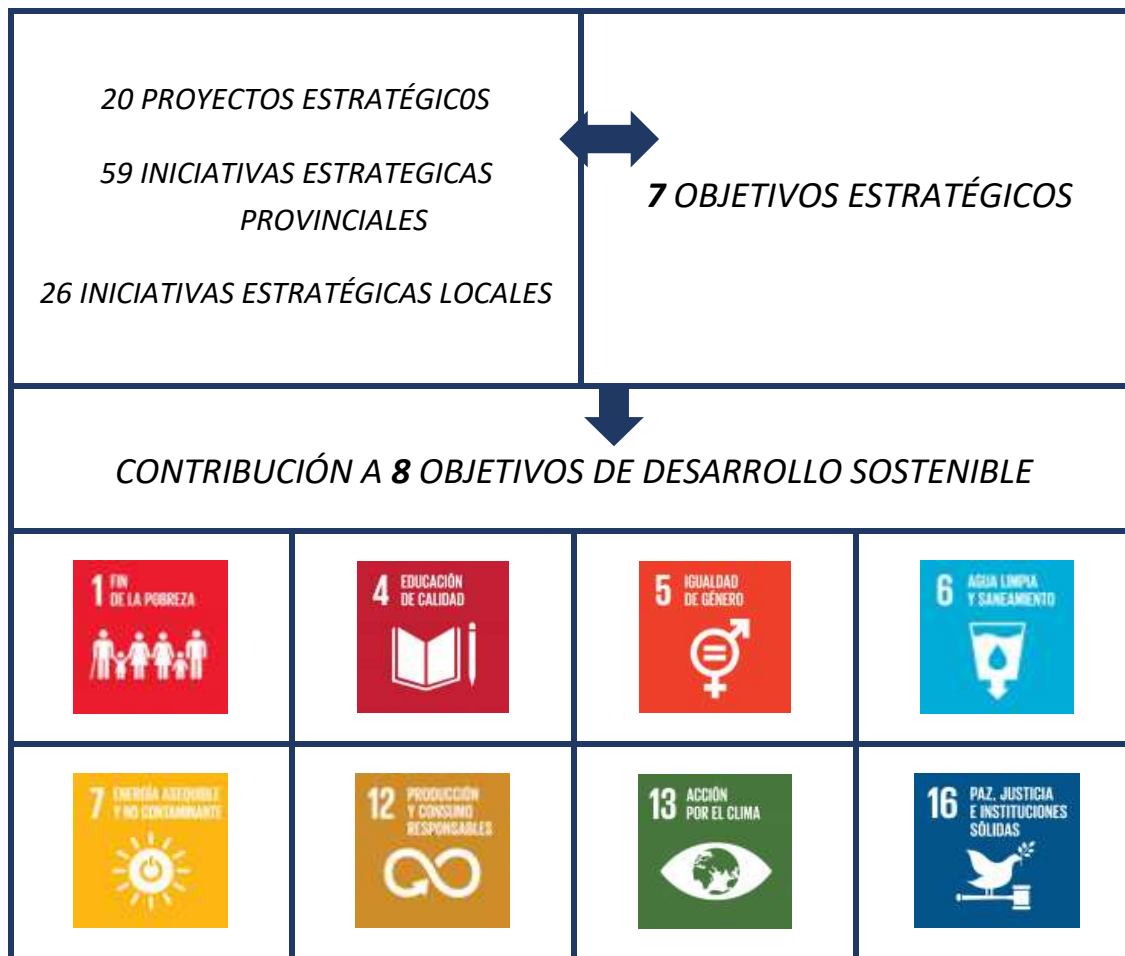 20 PROYECTOS ESTRATÉGIC0S
59 INICIATIVAS ESTRATEGICAS
PROVINCIALES
26 INICIATIVAS ESTRATÉGICAS LOCALES
7 OBJETIVOS ESTRATÉGICOS
CONTRIBUCIÓN A 8 OBJETIVOS DE DESARROLLO SOSTENIBLE
1 FIN
DE LA POBREZA
4 EDUCACIÓN
DE CALIDAD
5 IGUALDAD
DE GÉNERO
6 AGUA LIMPIA
Y SANEAMIENTO
7 ENERGÍA ASEQUIBLE
Y NO CONTAMINANTE
12 PRODUCCIÓN
Y CONSUMO
RESPONSABLES
13 ACCIÓN
POR EL CLIMA
16 PAZ, JUSTICIA
E INSTITUCIONES
SÓLIDAS